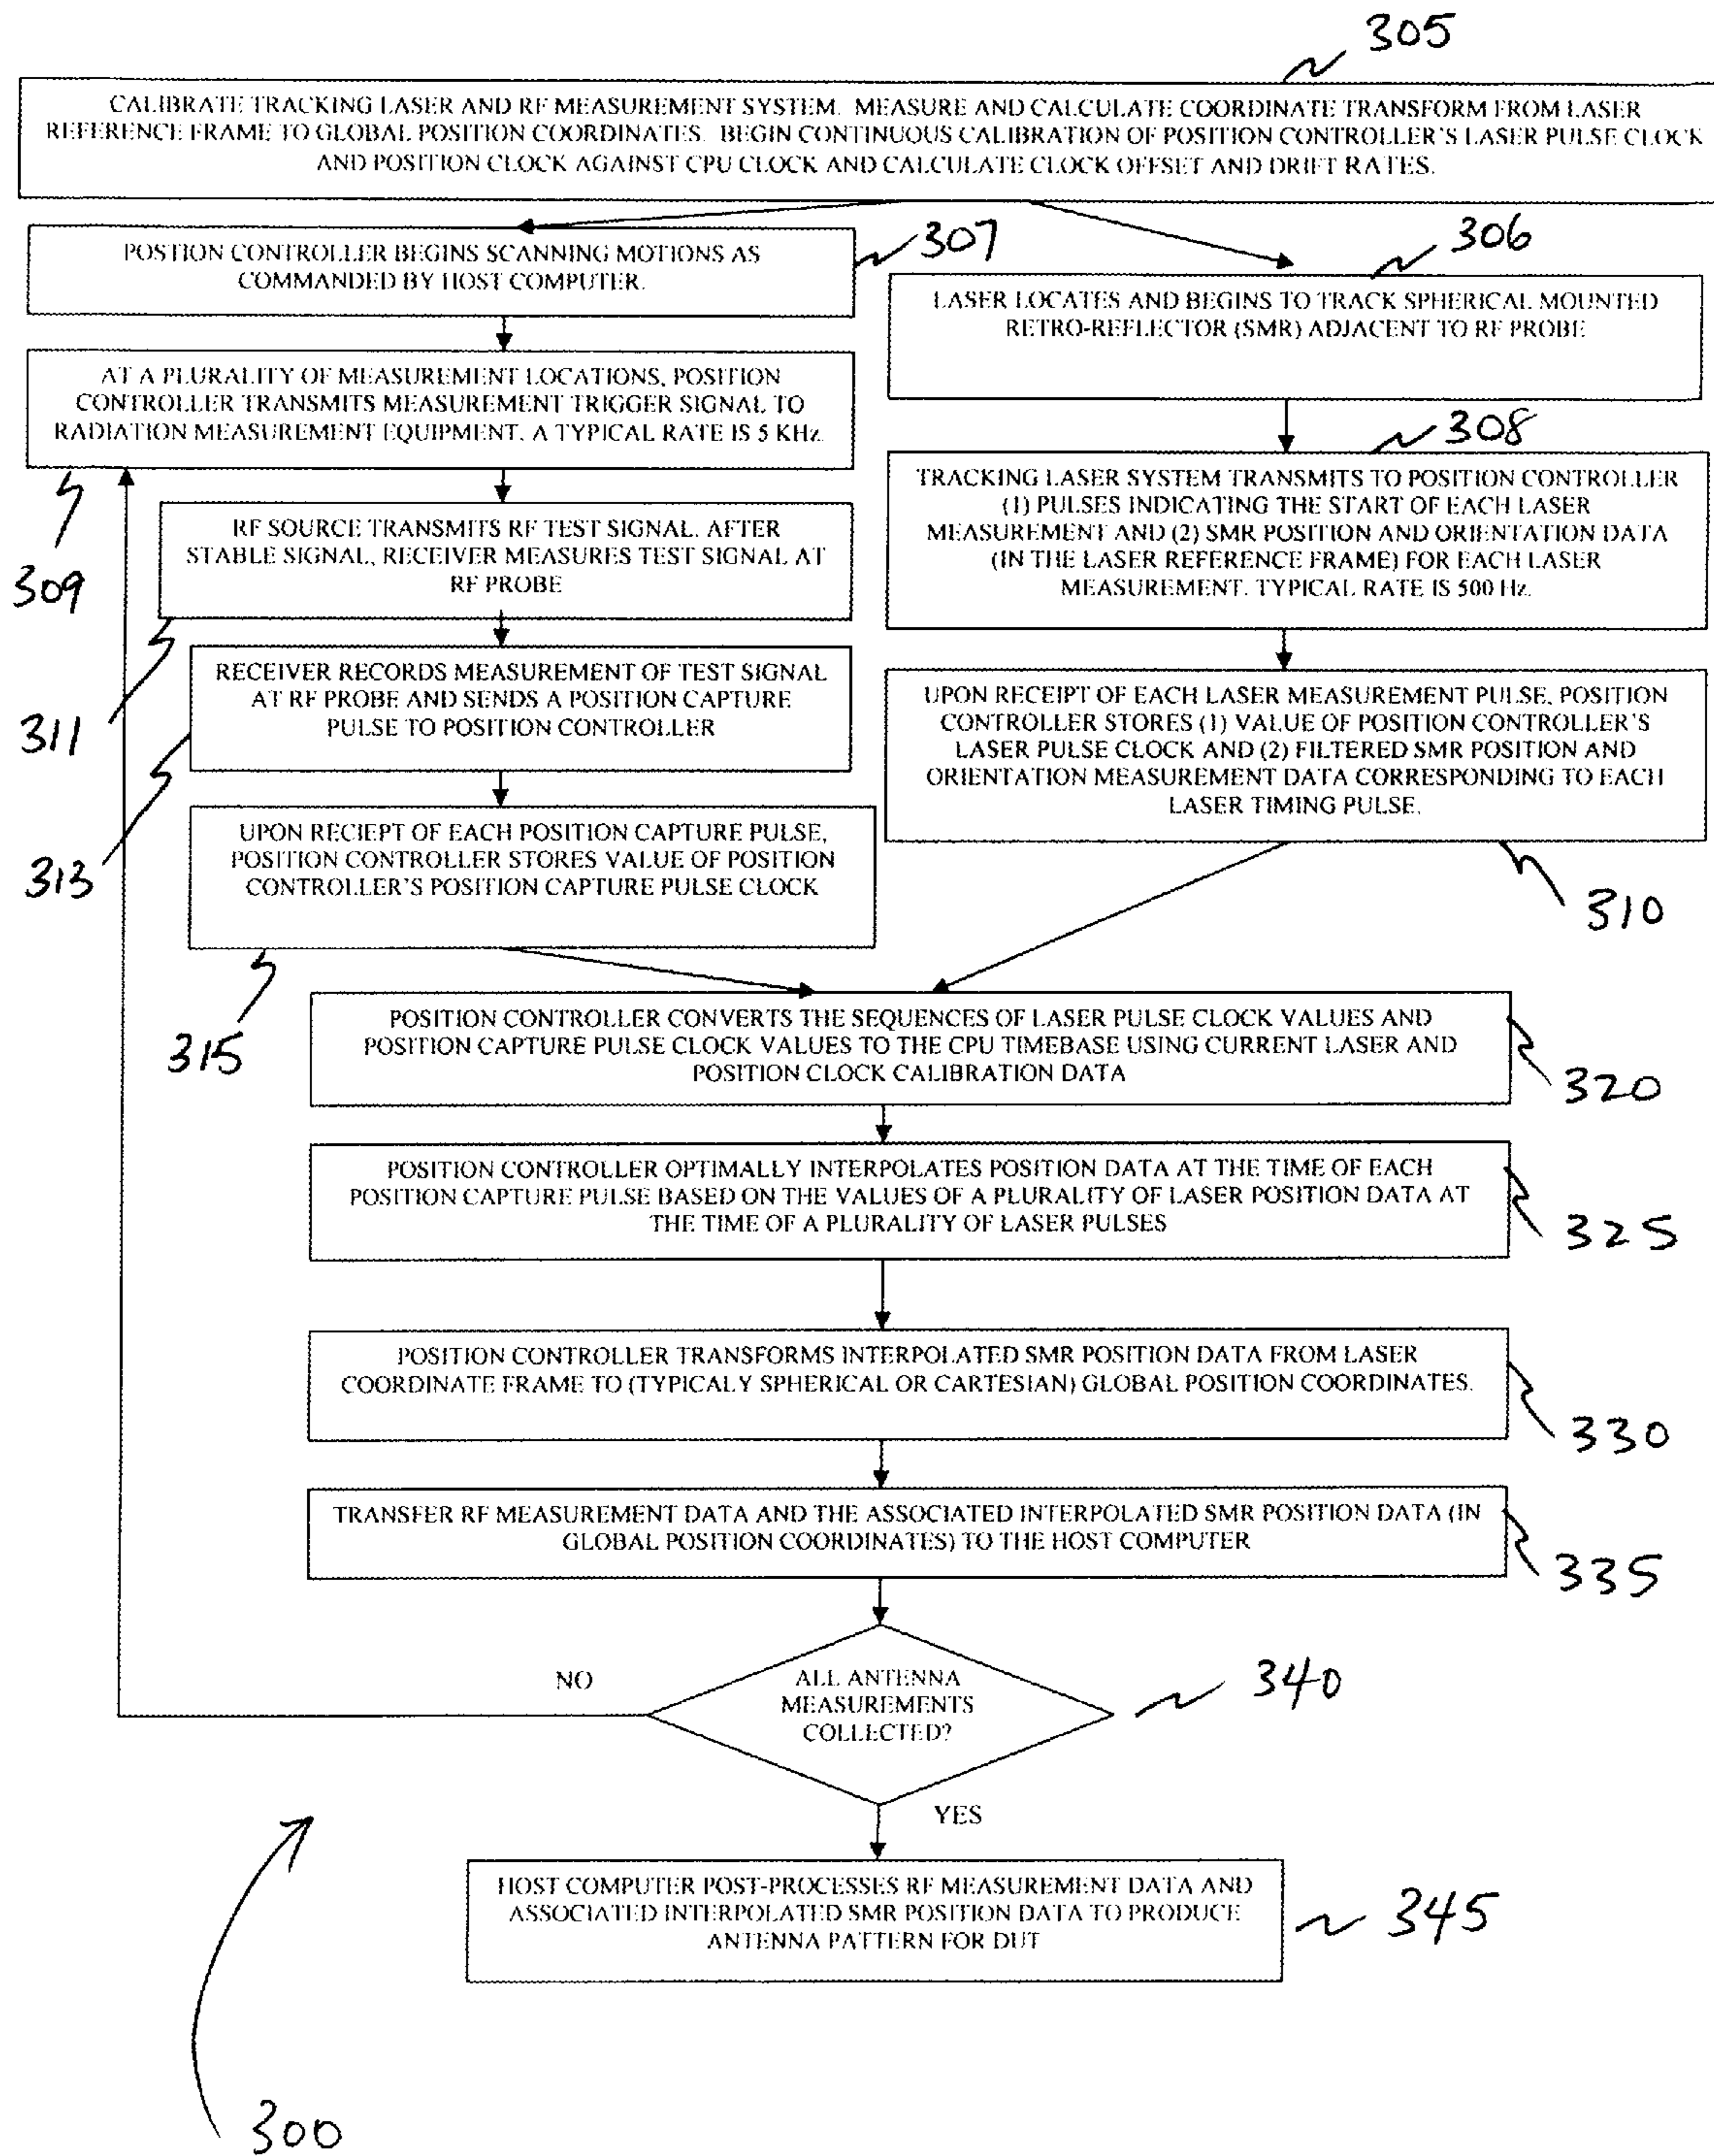 305
CALIBRATE TRACKING LASER AND RF MEASUREMENT SYSTEM. MEASURE AND CALCULATE COORDINATE TRANSFORM FROM LASER
REFERENCE FRAME TO GLOBAL POSITION COORDINATES. BEGIN CONTINUOUS CALIBRATION OF POSITION CONTROLLER'S LASER PULSE CLOCK
AND POSITION CLOCK AGAINST CPU CLOCK AND CALCULATE CLOCK OFFSET AND DRIFT RATES.
307
POSTION CONTROLLER BEGINS SCANNING MOTIONS AS
COMMANDED BY HOST COMPUTER.
306
LASER LOCATES AND BEGINS TO TRACK SPHERICAL MOUNTED
RETRO-REFLECTOR (SMR) ADJACENT TO RF PROBE
AT A PLURALITY OF MEASUREMENT LOCATIONS, POSITION
CONTROLLER TRANSMITS MEASUREMENT TRIGGER SIGNAL TO
RADIATION MEASUREMENT EQUIPMENT. A TYPICAL RATE IS 5 KHz.
309
308
TRACKING LASER SYSTEM TRANSMITS TO POSITION CONTROLLER
(1) PULSES INDICATING THE START OF EACH LASER
MEASUREMENT AND (2) SMR POSITION AND ORIENTATION DATA
(IN THE LASER REFERENCE FRAME) FOR EACH LASER
MEASUREMENT. TYPICAL RATE IS 500 Hz.
RF SOURCE TRANSMITS RF TEST SIGNAL. AFTER
STABLE SIGNAL, RECEIVER MEASURES TEST SIGNAL AT
RF PROBE
311
RECEIVER RECORDS MEASUREMENT OF TEST SIGNAL
AT RF PROBE AND SENDS A POSITION CAPTURE
PULSE TO POSITION CONTROLLER
313
UPON RECEIPT OF EACH LASER MEASUREMENT PULSE, POSITION
CONTROLLER STORES (1) VALUE OF POSITION CONTROLLER'S
LASER PULSE CLOCK AND (2) FILTERED SMR POSITION AND
ORIENTATION MEASUREMENT DATA CORRESPONDING TO EACH
LASER TIMING PULSE.
310
UPON RECIEPT OF EACH POSITION CAPTURE PULSE,
POSITION CONTROLLER STORES VALUE OF POSITION
CONTROLLER'S POSITION CAPTURE PULSE CLOCK
315
POSITION CONTROLLER CONVERTS THE SEQUENCES OF LASER PULSE CLOCK VALUES AND
POSITION CAPTURE PULSE CLOCK VALUES TO THE CPU TIMEBASE USING CURRENT LASER AND
POSITION CLOCK CALIBRATION DATA
320
POSITION CONTROLLER OPTIMALLY INTERPOLATES POSITION DATA AT THE TIME OF EACH
POSITION CAPTURE PULSE BASED ON THE VALUES OF A PLURALITY OF LASER POSITION DATA AT
THE TIME OF A PLURALITY OF LASER PULSES
325
POSITION CONTROLLER TRANSFORMS INTERPOLATED SMR POSITION DATA FROM LASER
COORDINATE FRAME TO (TYPICALY SPHERICAL OR CARTESIAN) GLOBAL POSITION COORDINATES.
330
TRANSFER RF MEASUREMENT DATA AND THE ASSOCIATED INTERPOLATED SMR POSITION DATA (IN
GLOBAL POSITION COORDINATES) TO THE HOST COMPUTER
335
NO
ALL ANTENNA
MEASUREMENTS
COLLECTED?
340
YES
HOST COMPUTER POST-PROCESSES RF MEASUREMENT DATA AND
ASSOCIATED INTERPOLATED SMR POSITION DATA TO PRODUCE
ANTENNA PATTERN FOR DUT
345
300